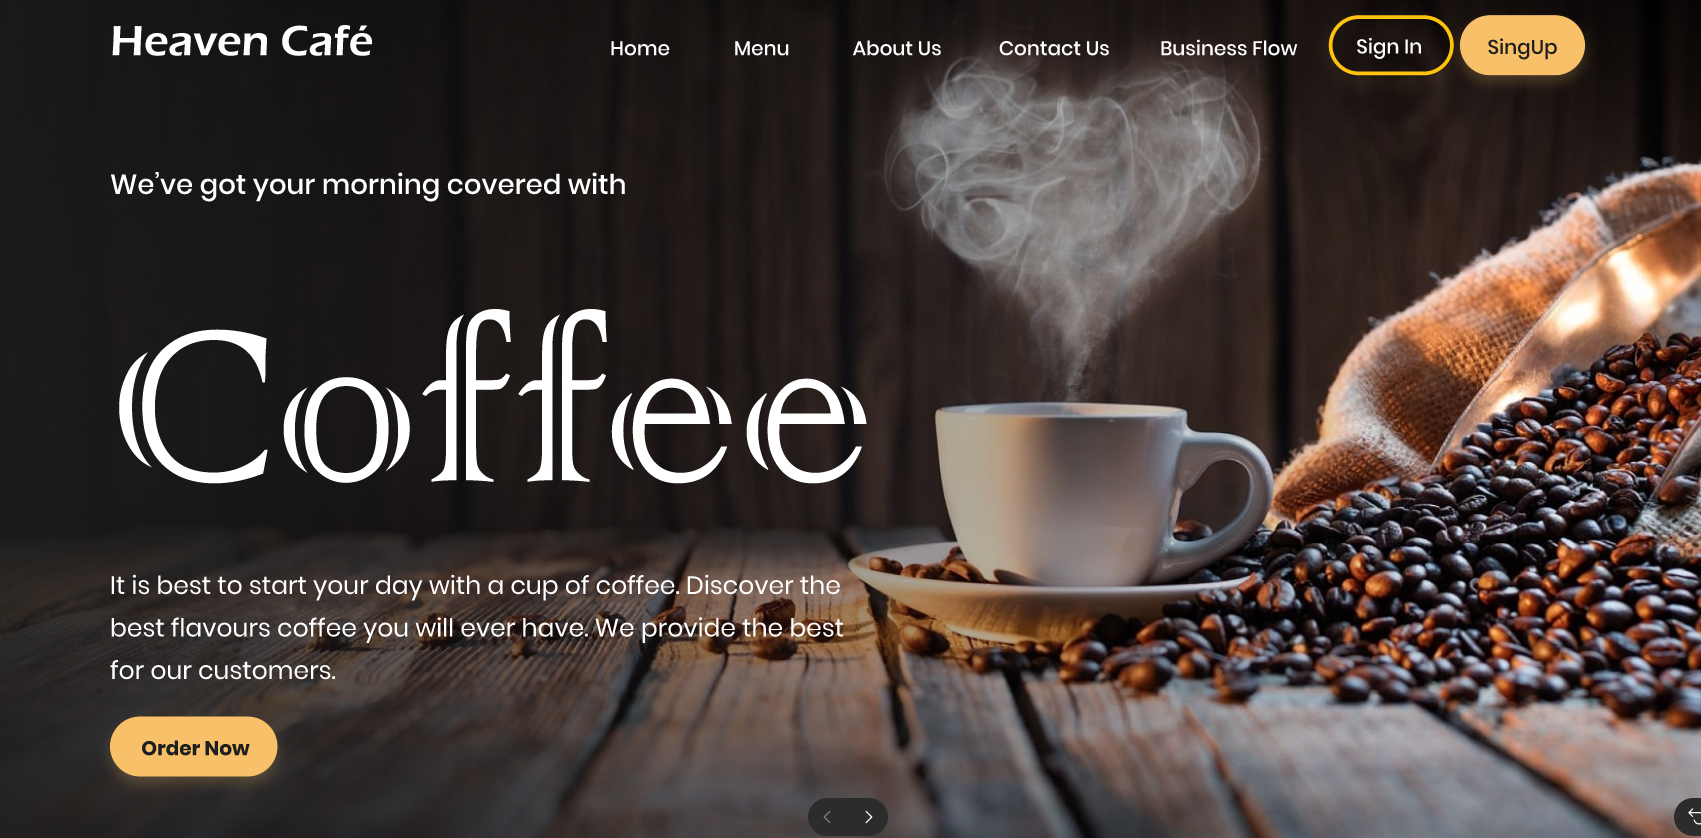 Heaven Café
Home Menu About Us Contact Us Business Flow Sign In SingUp
We've got your morning covered with
Coffee
It is best to start your day with a cup of coffee. Discover the
best flavours coffee you will ever have. We provide the best
for our customers.
Order Now